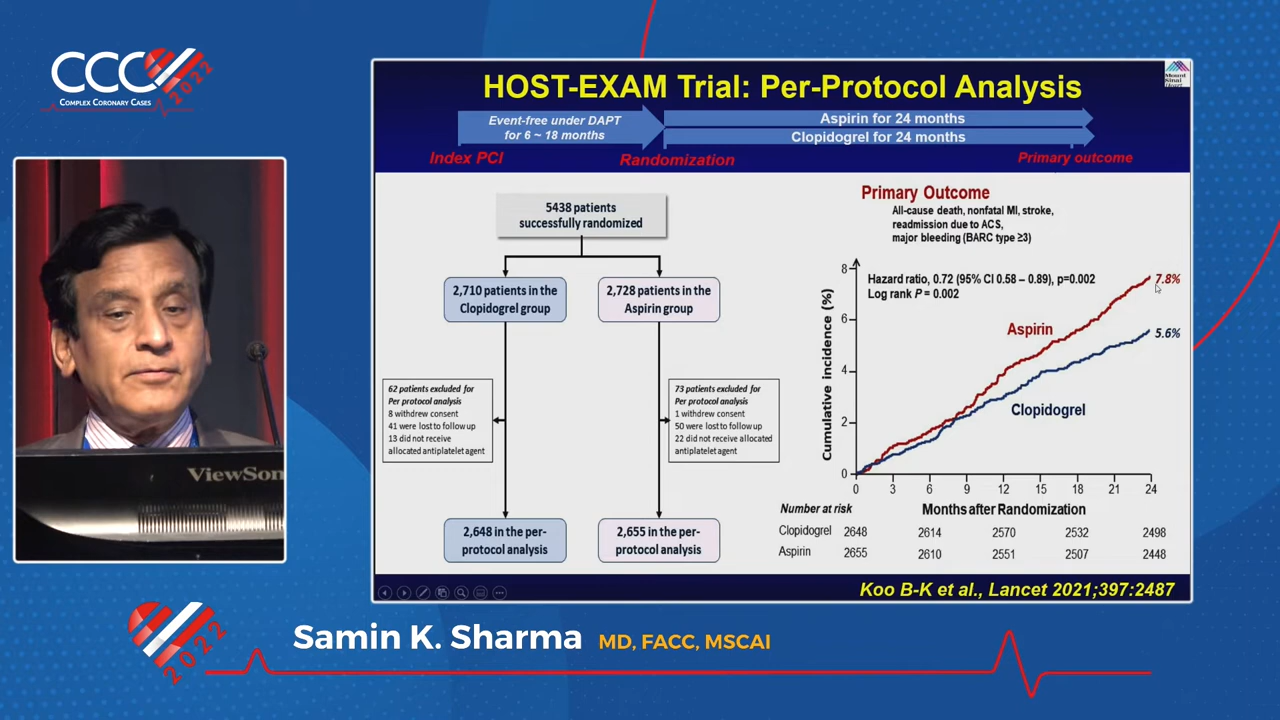 CCC 2022
COMPLEX CORONARY CASES
HOST-EXAM Trial: Per-Protocol Analysis
Mount
Sinai
Heart
Event-free under DAPT
for 6 ~ 18 months
Aspirin for 24 months
Clopidogrel for 24 months
Index PCI
Randomization
Primary outcome
5438 patients
successfully randomized
2,710 patients in the
Clopidogrel group
2,728 patients in the
Aspirin group
62 patients excluded for
Per protocol analysis
8 withdrew consent
41 were lost to follow up
13 did not receive
allocated antiplatelet agent
73 patients excluded for
Per protocol analysis
1 withdrew consent
50 were lost to follow up
22 did not receive allocated
antiplatelet agent
2,648 in the per-
protocol analysis
2,655 in the per-
protocol analysis
Primary Outcome
All-cause death, nonfatal MI, stroke,
readmission due to ACS,
major bleeding (BARC type ≥3)
Hazard ratio, 0.72 (95% CI 0.58 – 0.89), p=0.002
Log rank P = 0.002
Cumulative incidence (%)
8
6
4
2
0
Aspirin
Clopidogrel
7.8%
5.6%
0 3 6 9 12 15 18 21 24
Number at risk
Months after Randomization
Clopidogrel 2648 2614 2570 2532 2498
Aspirin 2655 2610 2551 2507 2448
Koo B-K et al., Lancet 2021;397:2487
ViewSon
2022
Samin K. Sharma MD, FACC, MSCAI